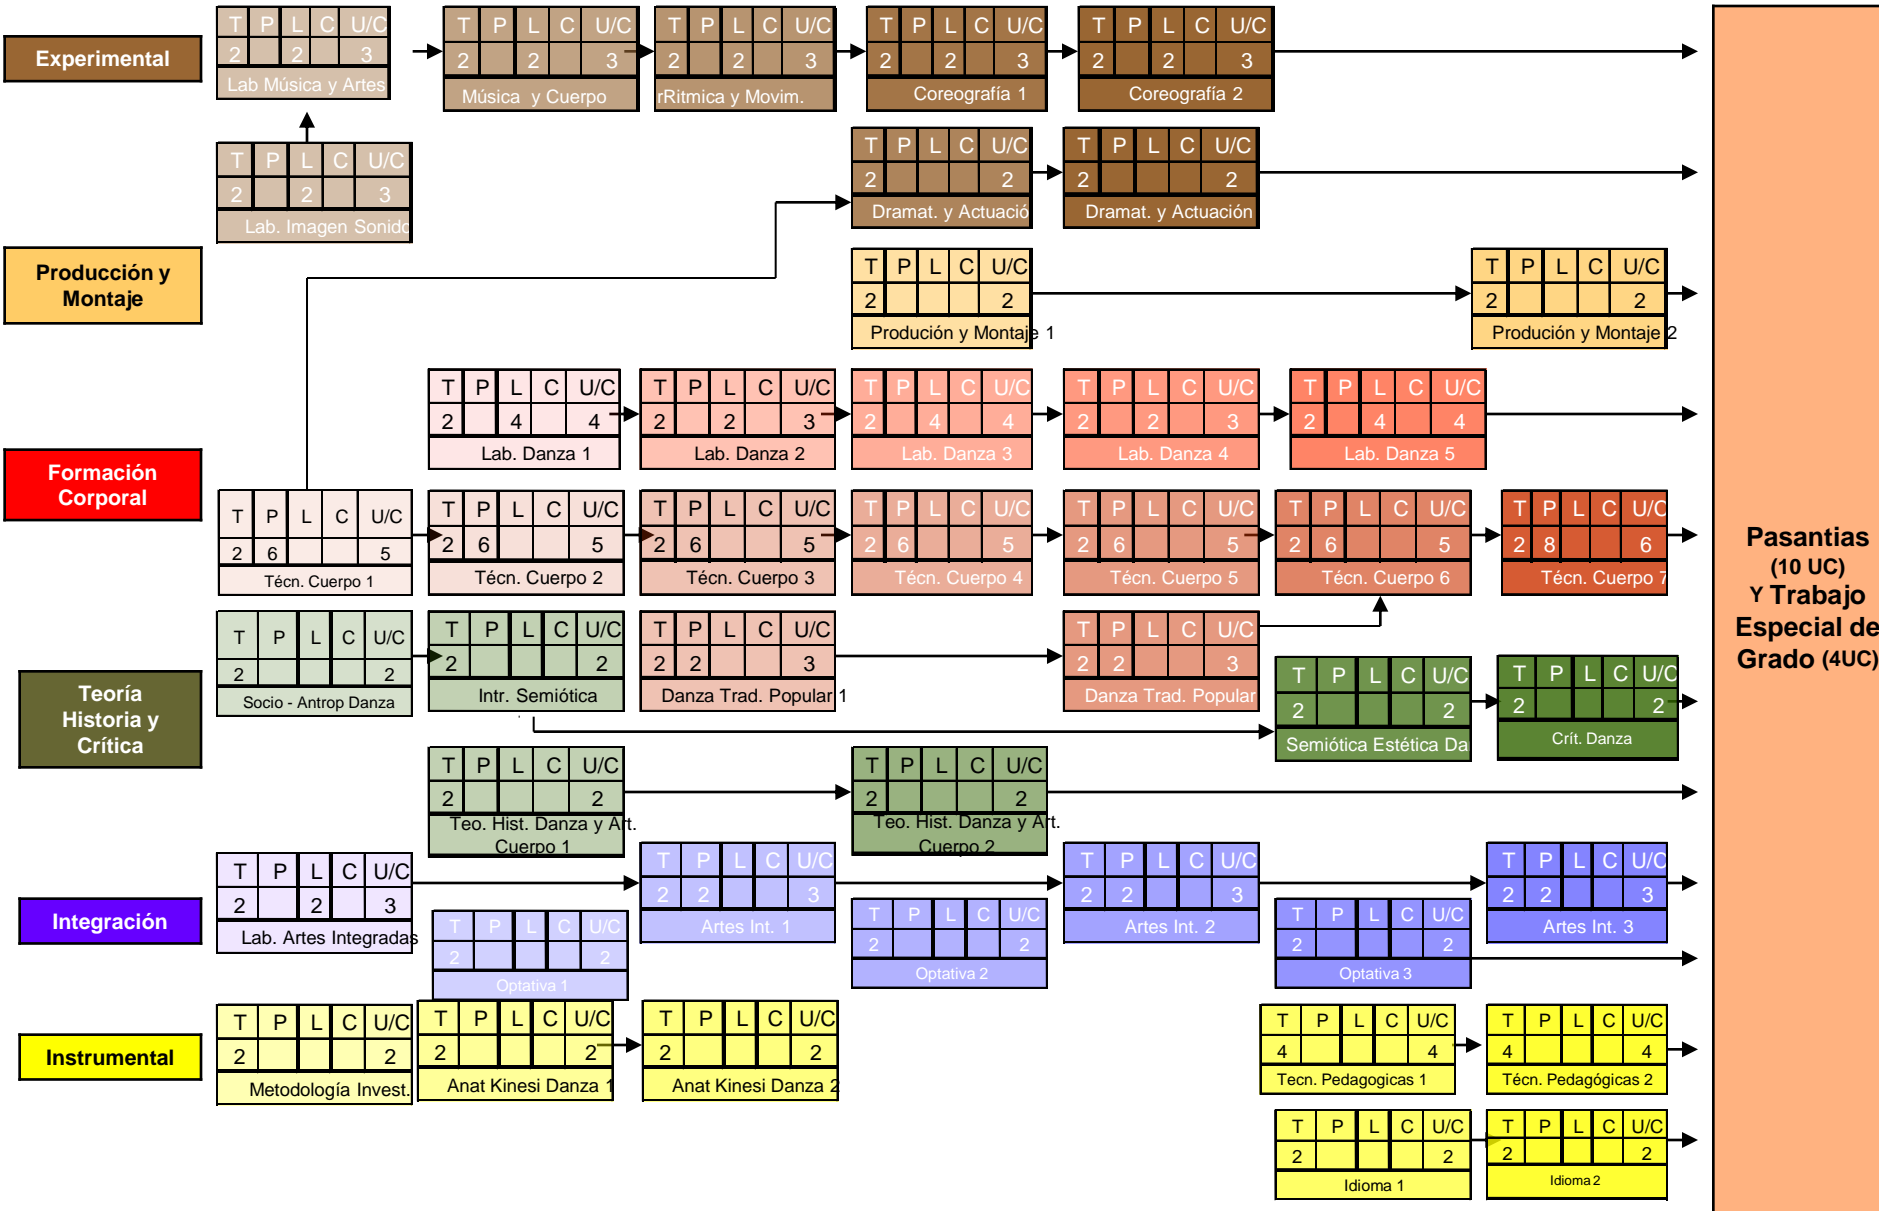 Experimental
T P L C U/C
2 2 3
Lab Música y Artes
T P L C U/C
2 2 3
Música y Cuerpo
T P L C U/C
2 2 3
rRitmica y Movim.
T P L C U/C
2 2 3
Coreografía 1
T P L C U/C
2 2 3
Coreografía 2
T P L C U/C
2 2 3
Lab. Imagen Sonido
T P L C U/C
2 2
Dramat. y Actuació
T P L C U/C
2 2
Dramat. y Actuación
Producción y
Montaje
T P L C U/C
2 2
Produción y Montaje 1
T P L C U/C
2 2
Produción y Montaje 2
Formación
Corporal
T P L C U/C
2 4 4
Lab. Danza 1
T P L C U/C
2 2 3
Lab. Danza 2
T P L C U/C
2 4 4
Lab. Danza 3
T P L C U/C
2 2 3
Lab. Danza 4
T P L C U/C
2 4 4
Lab. Danza 5
T P L C U/C
2 6 5
Técn. Cuerpo 1
T P L C U/C
2 6 5
Técn. Cuerpo 2
T P L C U/C
2 6 5
Técn. Cuerpo 3
T P L C U/C
2 6 5
Técn. Cuerpo 4
T P L C U/C
2 6 5
Técn. Cuerpo 5
T P L C U/C
2 6 5
Técn. Cuerpo 6
T P L C U/C
2 8 6
Técn. Cuerpo 7
Teoría
Historia y
Crítica
T P L C U/C
2 2
Socio - Antrop Danza
T P L C U/C
2 2
Intr. Semiótica
T P L C U/C
2 2 3
Danza Trad. Popular 1
T P L C U/C
2 2 3
Danza Trad. Popular
T P L C U/C
2 2
Semiótica Estética Da
T P L C U/C
2 2
Crít. Danza
T P L C U/C
2 2
Teo. Hist. Danza y Art.
Cuerpo 1
T P L C U/C
2 2
Teo. Hist. Danza y Art.
Cuerpo 2
Integración
T P L C U/C
2 2 3
Lab. Artes Integradas
T P L C U/C
2 2 3
Artes Int. 1
T P L C U/C
2 2 3
Artes Int. 2
T P L C U/C
2 2 3
Artes Int. 3
T P L C U/C
2 2
Optativa 1
T P L C U/C
2 2
Optativa 2
T P L C U/C
2 2
Optativa 3
Instrumental
T P L C U/C
2 2
Metodología Invest.
T P L C U/C
2 2
Anat Kinesi Danza 1
T P L C U/C
2 2
Anat Kinesi Danza 2
T P L C U/C
4 4
Tecn. Pedagogicas 1
T P L C U/C
4 4
Técn. Pedagógicas 2
T P L C U/C
2 2
Idioma 1
T P L C U/C
2 2
Idioma 2
Pasantias
(10 UC)
Y Trabajo
Especial de
Grado (4UC)